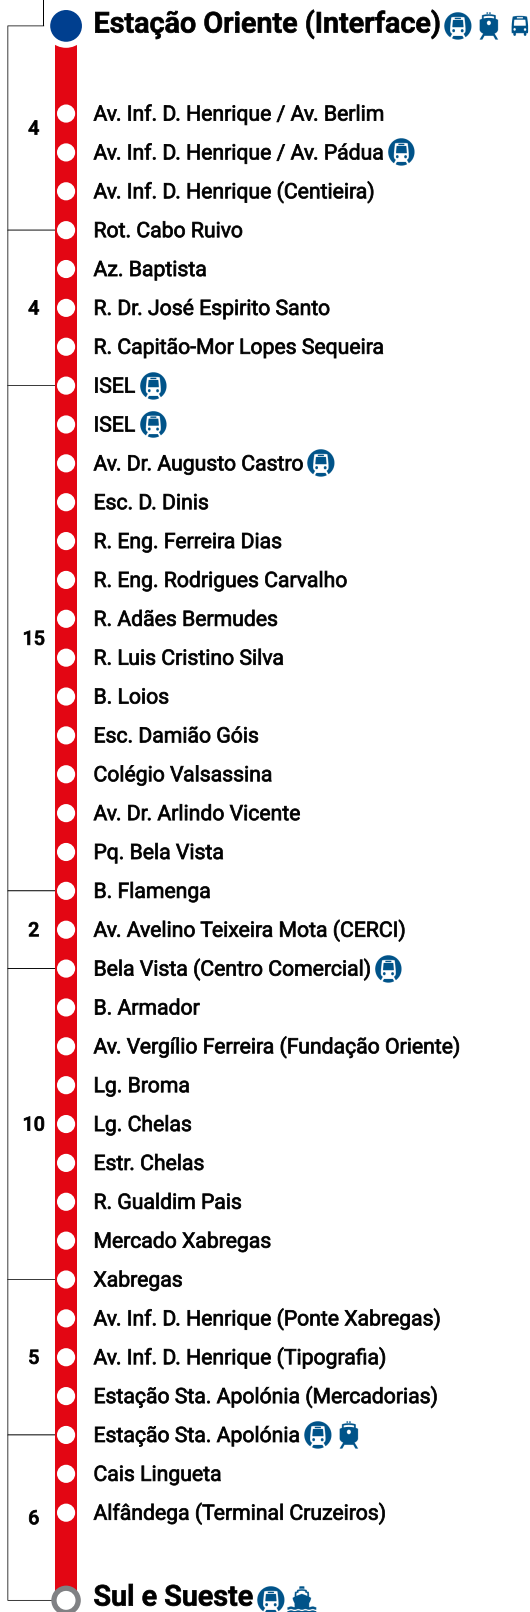 Estação Oriente (Interface)
4
Av. Inf. D. Henrique / Av. Berlim
Av. Inf. D. Henrique / Av. Pádua
Av. Inf. D. Henrique (Centieira)
Rot. Cabo Ruivo
Az. Baptista
4
R. Dr. José Espirito Santo
R. Capitão-Mor Lopes Sequeira
ISEL
ISEL
Av. Dr. Augusto Castro
Esc. D. Dinis
R. Eng. Ferreira Dias
R. Eng. Rodrigues Carvalho
R. Adães Bermudes
15
R. Luis Cristino Silva
B. Loios
Esc. Damião Góis
Colégio Valsassina
Av. Dr. Arlindo Vicente
Pq. Bela Vista
B. Flamenga
2
Av. Avelino Teixeira Mota (CERCI)
Bela Vista (Centro Comercial)
B. Armador
Av. Vergílio Ferreira (Fundação Oriente)
Lg. Broma
10
Lg. Chelas
Estr. Chelas
R. Gualdim Pais
Mercado Xabregas
Xabregas
Av. Inf. D. Henrique (Ponte Xabregas)
5
Av. Inf. D. Henrique (Tipografia)
Estação Sta. Apolónia (Mercadorias)
Estação Sta. Apolónia
Cais Lingueta
6
Alfândega (Terminal Cruzeiros)
Sul e Sueste